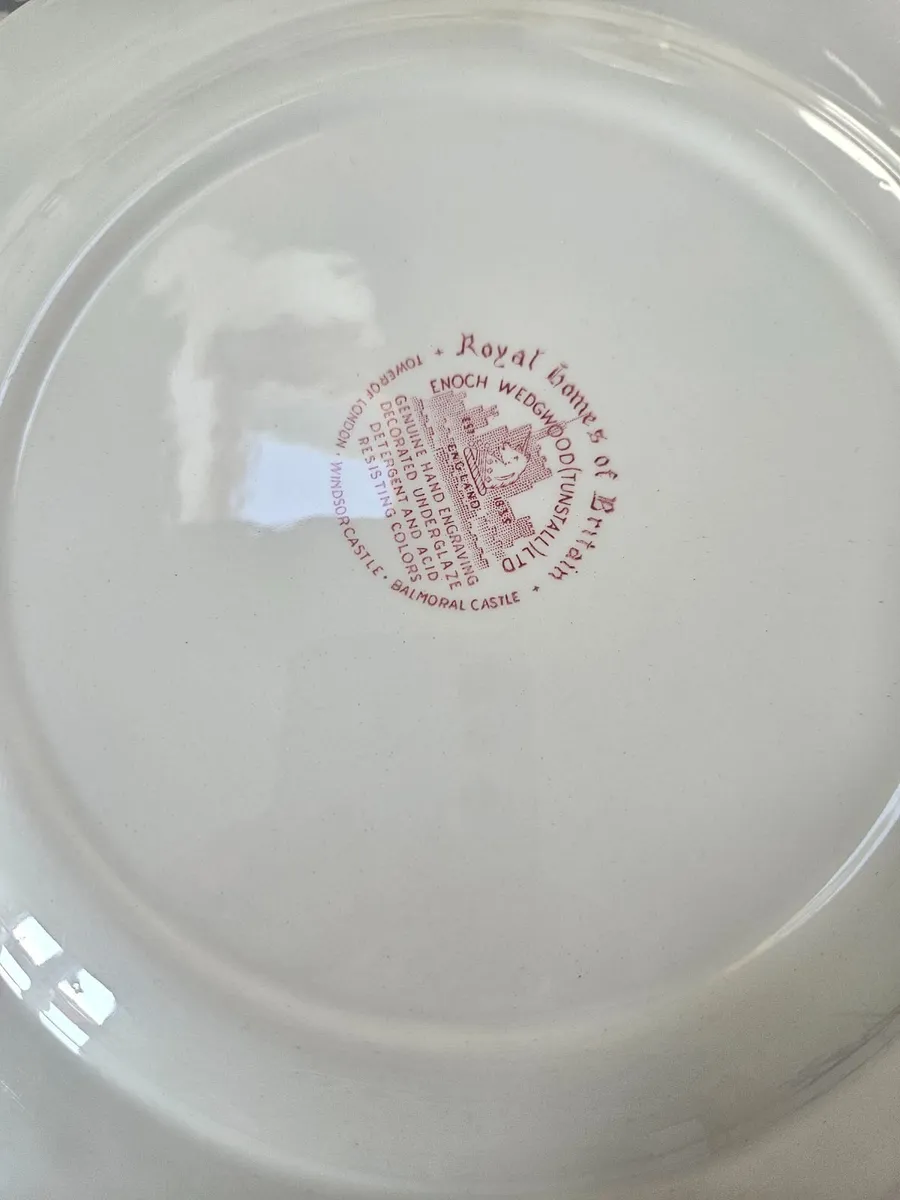 Royal Homes of Britain
ENOCH WEDGWOOD (TUNSTALL) LTD
ENGLAND
GENUINE HAND ENGRAVING
DECORATED UNDERGLAZE
DETERGENT AND ACID
RESISTING COLORS
TOWER OF LONDON · WINDSOR CASTLE · BALMORAL CASTLE